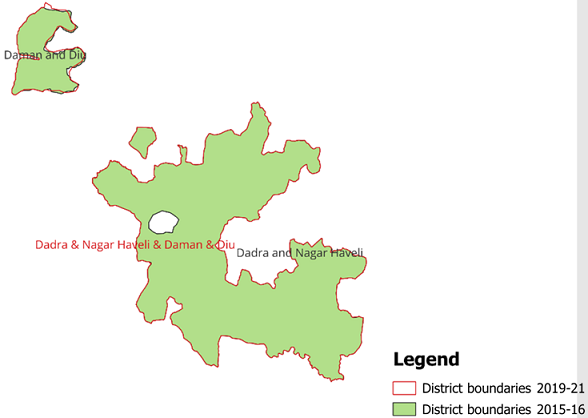 Daman and Diu
Dadra & Nagar Haveli & Daman & Diu
Dadra and Nagar Haveli
Legend
District boundaries 2019-21
District boundaries 2015-16